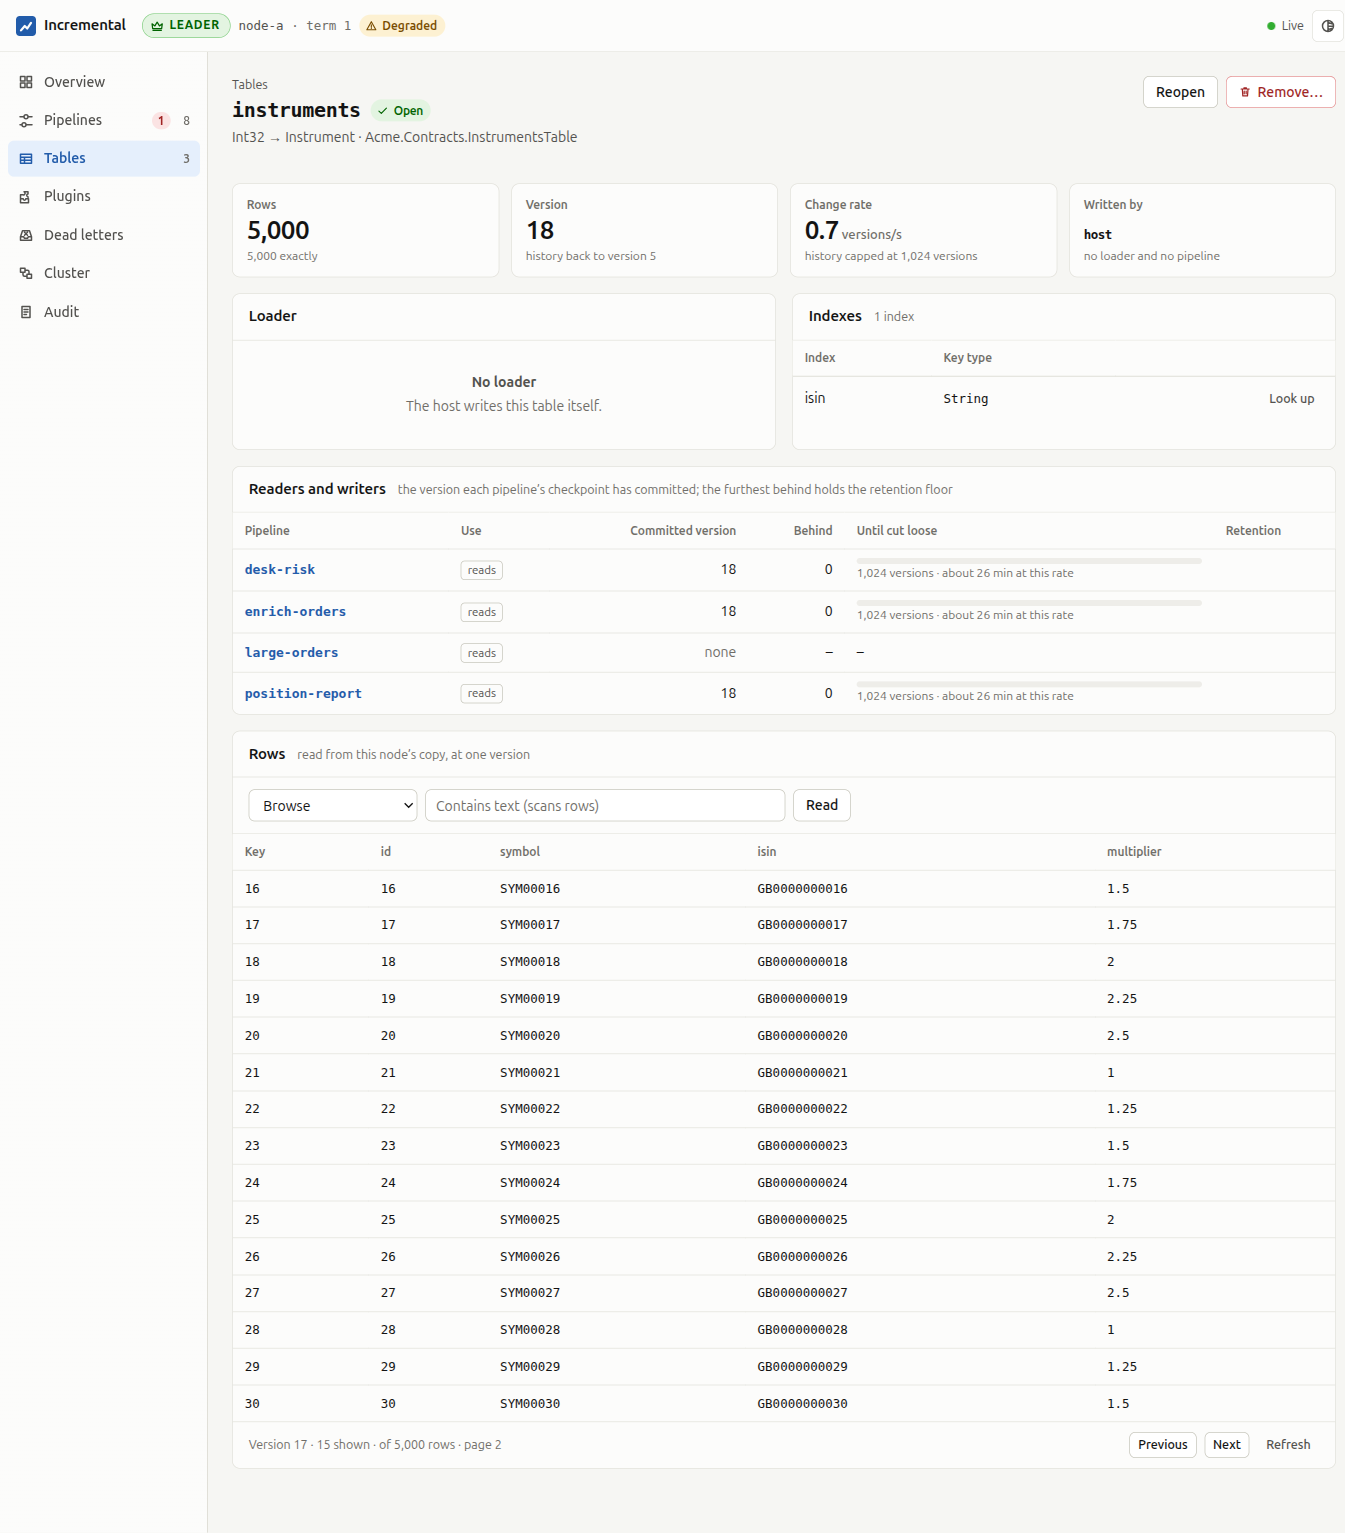 Incremental LEADER node-a · term 1 Degraded Live
Overview
Pipelines 1 8
Tables 3
Plugins
Dead letters
Cluster
Audit
Tables
instruments Open
Int32 → Instrument · Acme.Contracts.InstrumentsTable
Reopen Remove…
Rows
5,000
5,000 exactly
Version
18
history back to version 5
Change rate
0.7 versions/s
history capped at 1,024 versions
Written by
host
no loader and no pipeline
Loader
No loader
The host writes this table itself.
Indexes 1 index
Index Key type
isin String Look up
Readers and writers the version each pipeline's checkpoint has committed; the furthest behind holds the retention floor
Pipeline Use Committed version Behind Until cut loose Retention
desk-risk reads 18 0 1,024 versions · about 26 min at this rate
enrich-orders reads 18 0 1,024 versions · about 26 min at this rate
large-orders reads none – –
position-report reads 18 0 1,024 versions · about 26 min at this rate
Rows read from this node's copy, at one version
Browse Contains text (scans rows) Read
Key id symbol isin multiplier
16 16 SYM00016 GB0000000016 1.5
17 17 SYM00017 GB0000000017 1.75
18 18 SYM00018 GB0000000018 2
19 19 SYM00019 GB0000000019 2.25
20 20 SYM00020 GB0000000020 2.5
21 21 SYM00021 GB0000000021 1
22 22 SYM00022 GB0000000022 1.25
23 23 SYM00023 GB0000000023 1.5
24 24 SYM00024 GB0000000024 1.75
25 25 SYM00025 GB0000000025 2
26 26 SYM00026 GB0000000026 2.25
27 27 SYM00027 GB0000000027 2.5
28 28 SYM00028 GB0000000028 1
29 29 SYM00029 GB0000000029 1.25
30 30 SYM00030 GB0000000030 1.5
Version 17 · 15 shown · of 5,000 rows · page 2 Previous Next Refresh